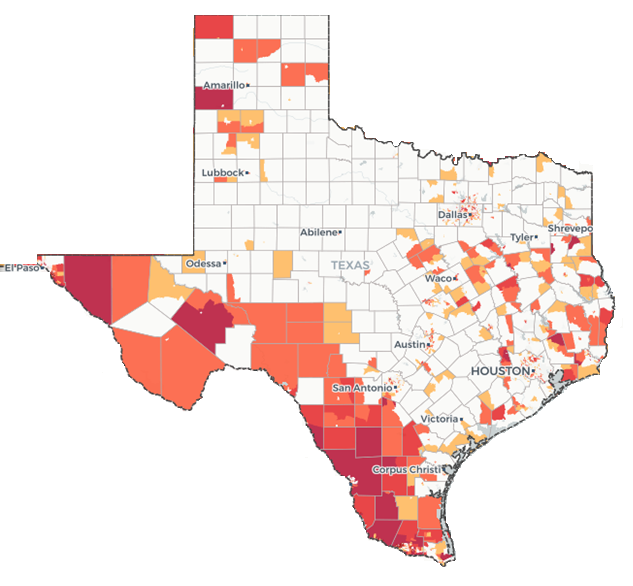 Amarillo
Lubbock
Dallas
Shrevepo
Tyler
Abilene
El Paso
Odessa
TEXAS
Waco
Austin
HOUSTON
San Antonio
Victoria
Corpus Christi